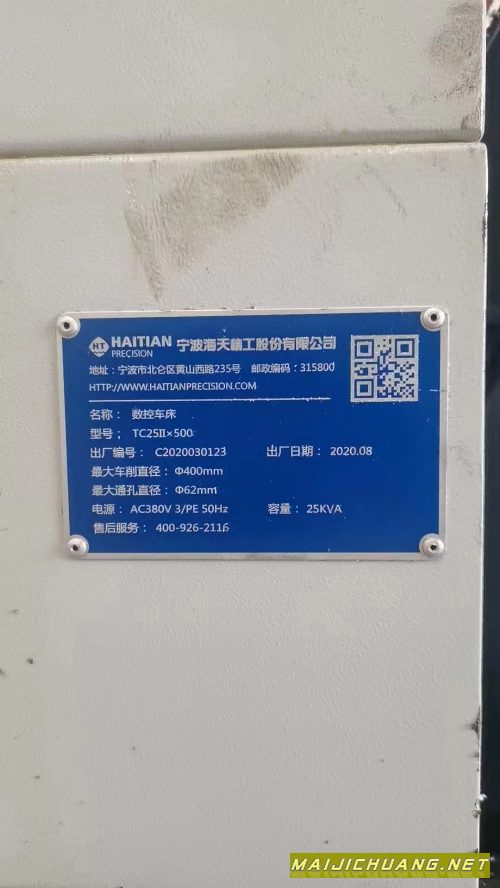 HT HAITIAN PRECISION 宁波海天精工股份有限公司
地址：宁波市北仑区黄山西路235号 邮政编码：315800
HTTP://WWW.HAITIANPRECISION.COM
名称： 数控车床
型号： TC25II×500
出厂编号： C2020030123 出厂日期： 2020.08
最大车削直径： Φ400mm
最大通孔直径： Φ62mm
电源： AC380V 3/PE 50Hz 容量： 25KVA
售后服务： 400-926-2116
MAIJICHUANG.NET